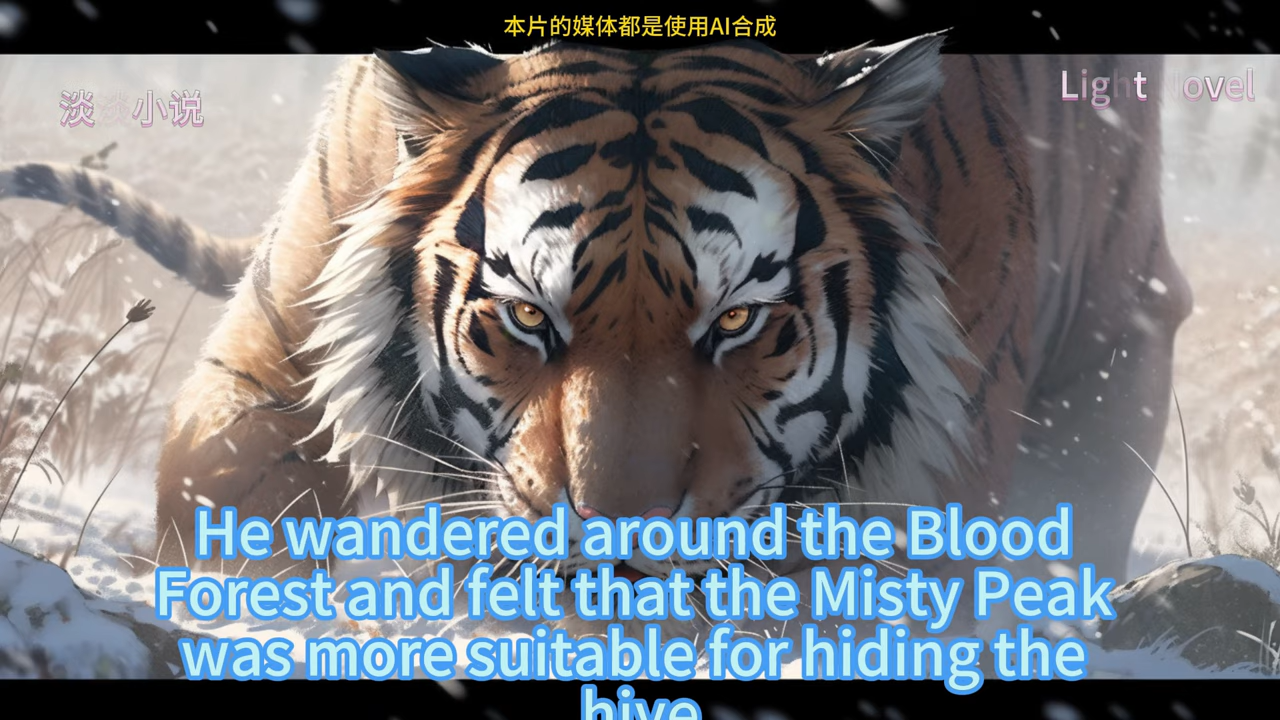 本片的媒体都是使用AI合成
淡淡小说
Light Novel
He wandered around the Blood
Forest and felt that the Misty Peak
was more suitable for hiding the
hive